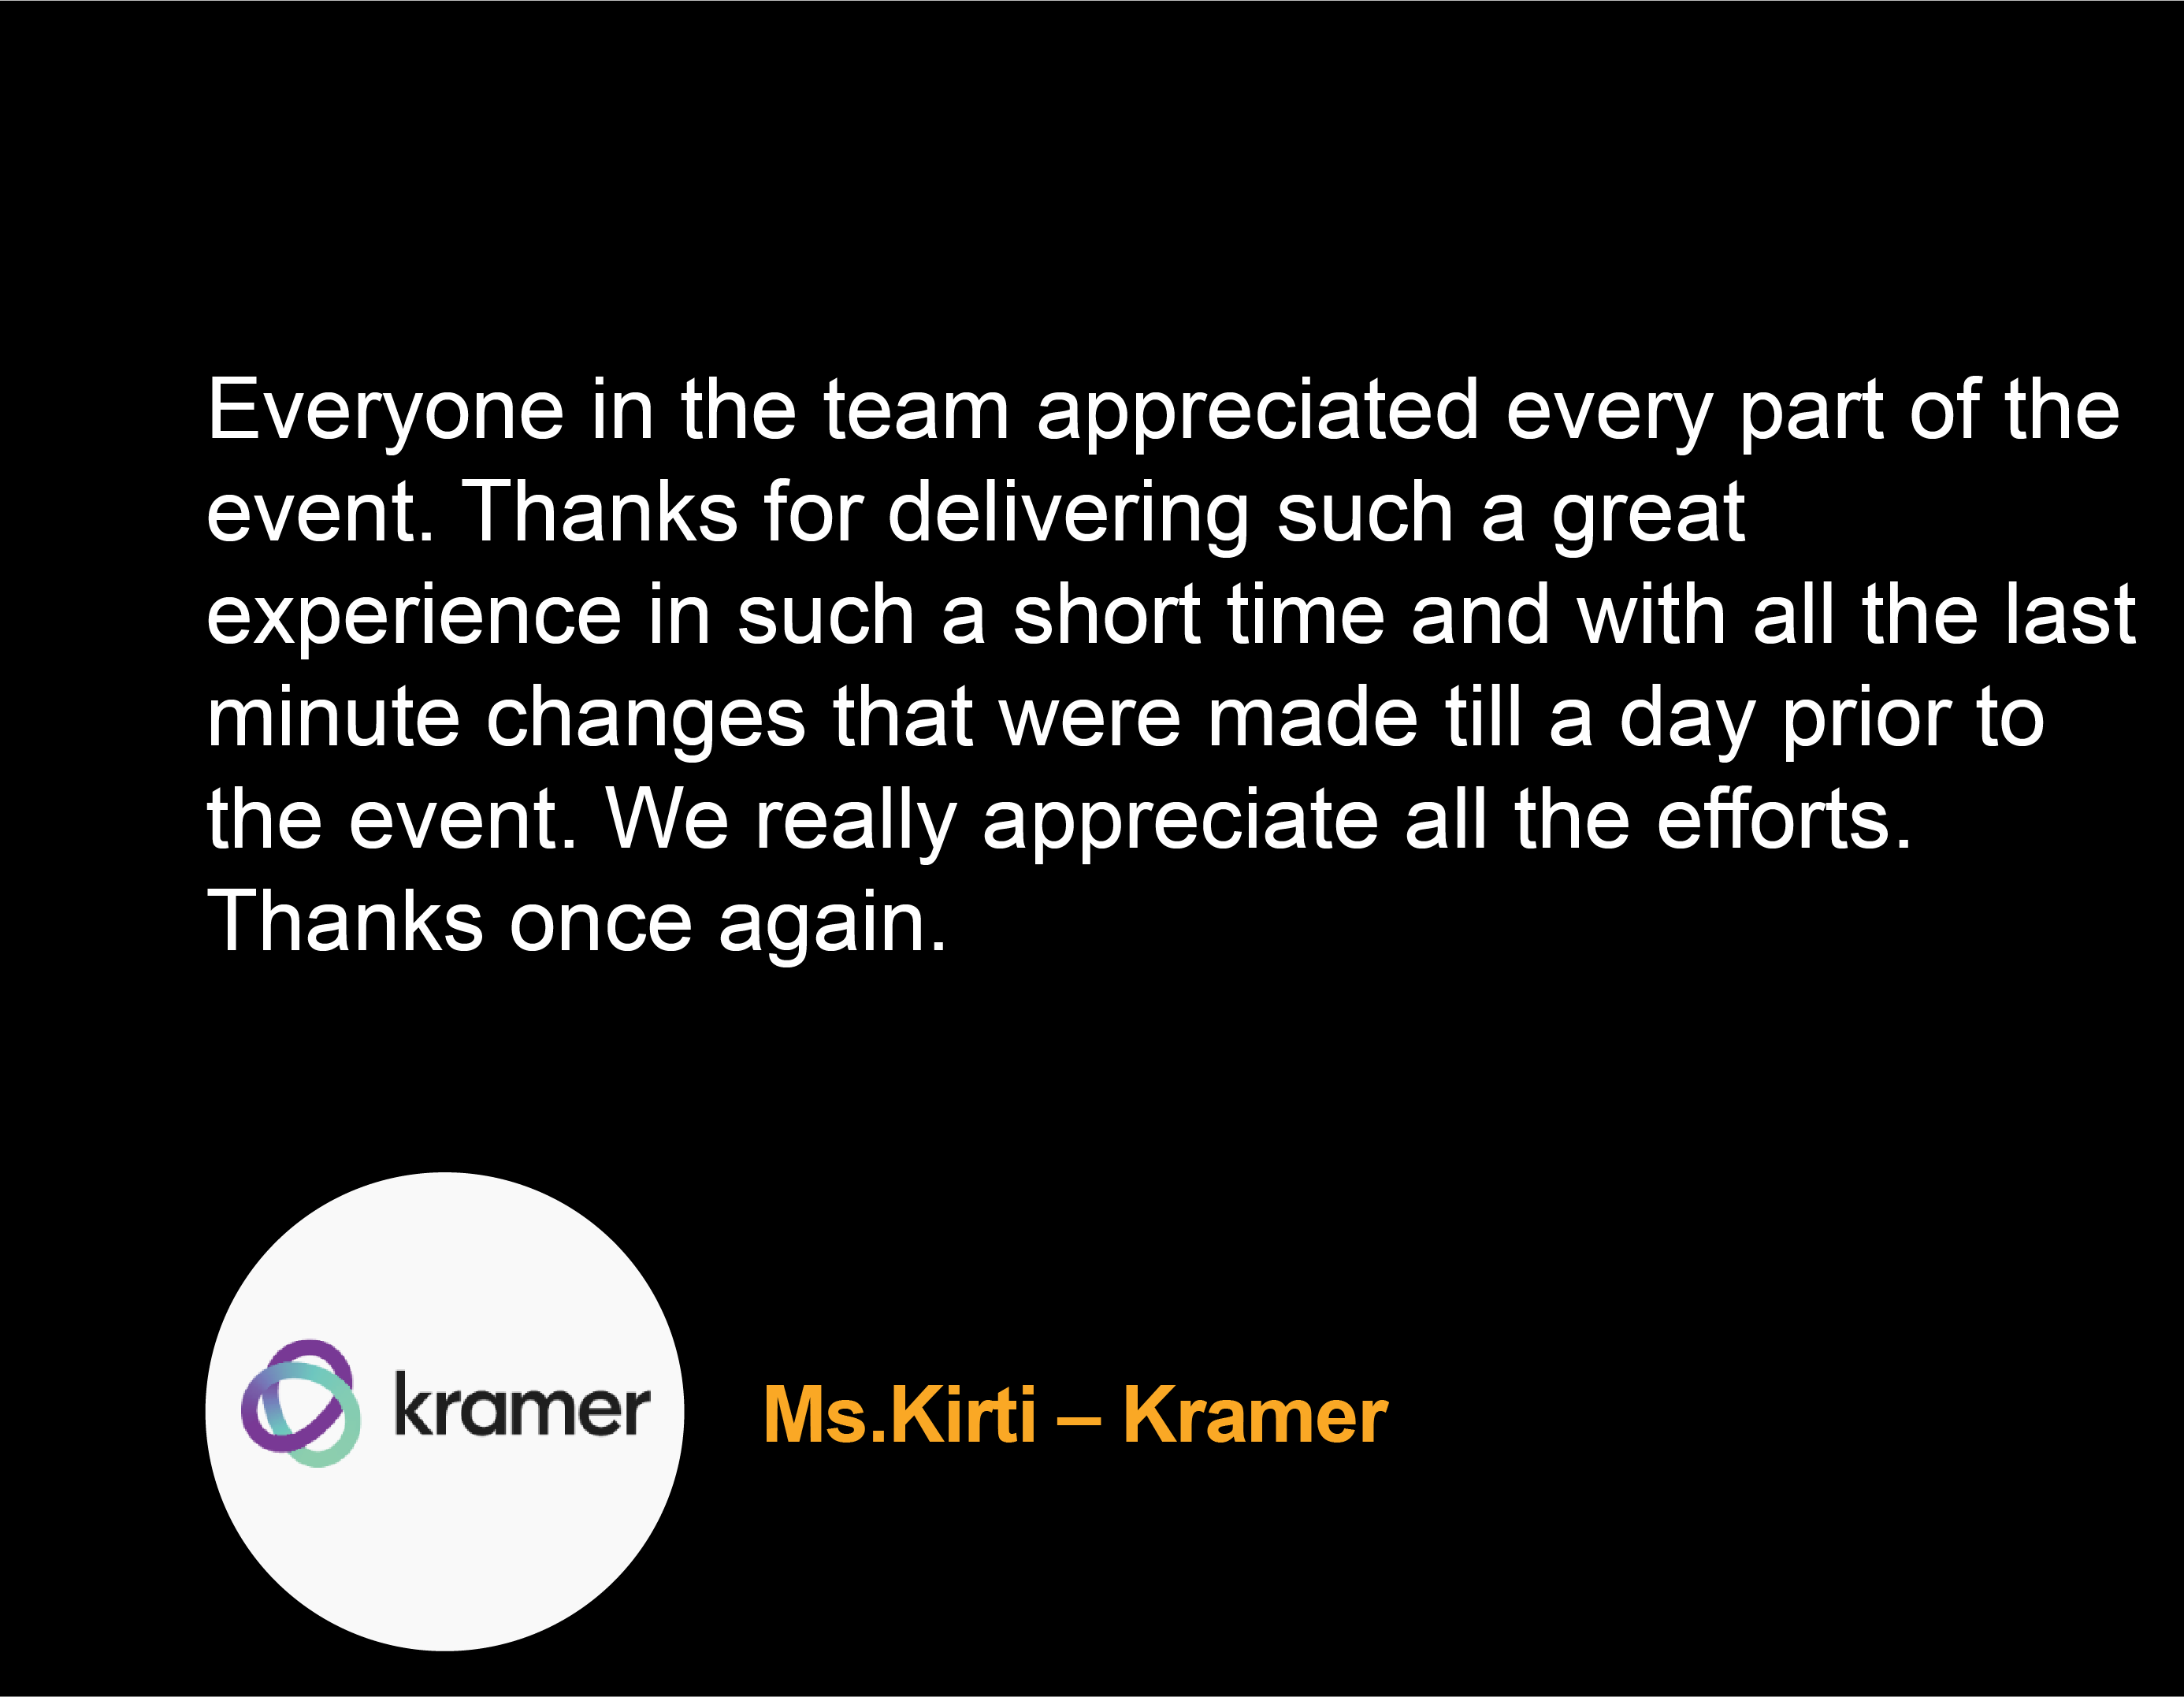 Everyone in the team appreciated every part of the
event. Thanks for delivering such a great
experience in such a short time and with all the last
minute changes that were made till a day prior to
the event. We really appreciate all the efforts.
Thanks once again.
kramer
Ms.Kirti – Kramer